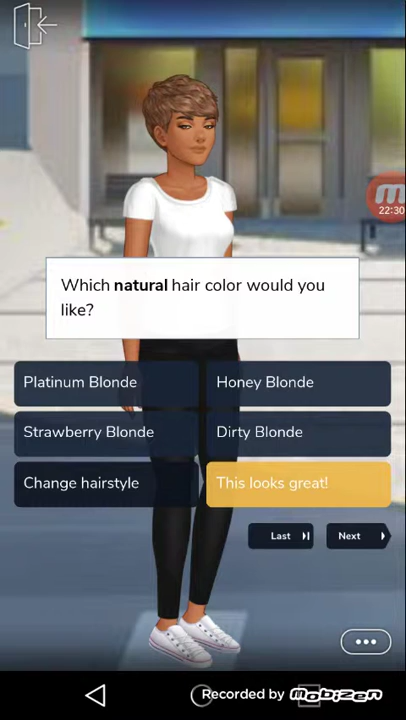 22:30
Which natural hair color would you
like?
Platinum Blonde
Honey Blonde
Strawberry Blonde
Dirty Blonde
Change hairstyle
This looks great!
Last
Next
Recorded by Mobizen